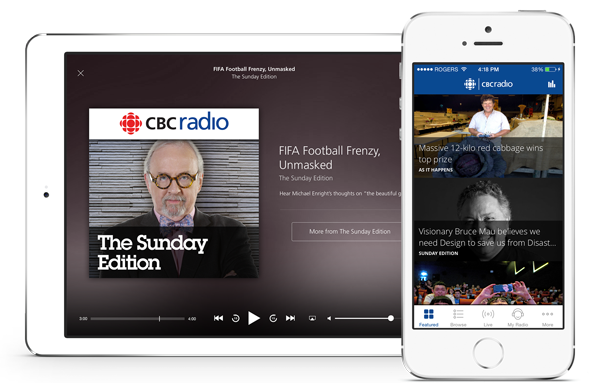 FIFA Football Frenzy, Unmasked
The Sunday Edition
CBCradio
The Sunday
Edition
FIFA Football Frenzy,
Unmasked
The Sunday Edition
Hear Michael Enright's thoughts on "the beautiful g
More from The Sunday Edition
0:00
4:00
ROGERS
4:18 PM
38%
CBCradio
Massive 12-kilo red cabbage wins
top prize
AS IT HAPPENS
Visionary Bruce Mau believes we
need Design to save us from Disast...
SUNDAY EDITION
Featured
Browse
Live
My Radio
More